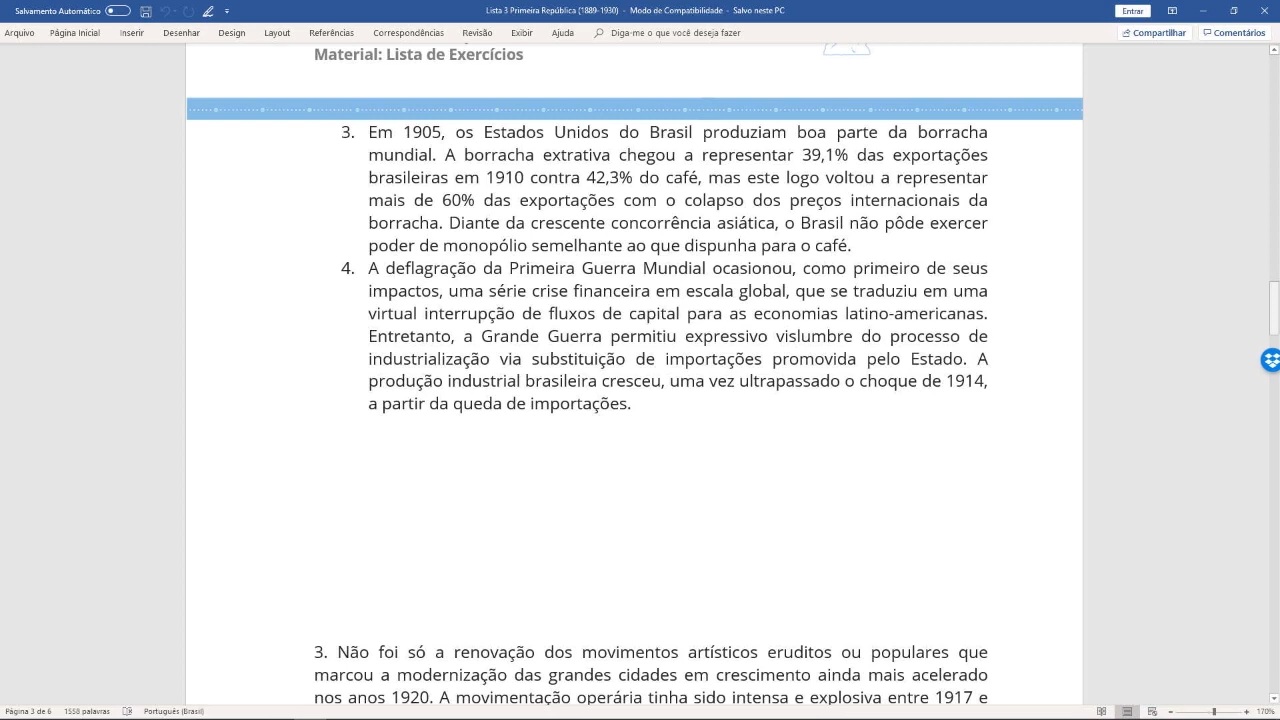 Salvamento Automático
Lista 3 Primeira República (1889-1930) - Modo de Compatibilidade - Salvo neste PC
Entrar
Arquivo Página Inicial Inserir Desenhar Design Layout Referências Correspondências Revisão Exibir Ajuda Diga-me o que você deseja fazer Compartilhar Comentários
Material: Lista de Exercícios
3. Em 1905, os Estados Unidos do Brasil produziam boa parte da borracha
mundial. A borracha extrativa chegou a representar 39,1% das exportações
brasileiras em 1910 contra 42,3% do café, mas este logo voltou a representar
mais de 60% das exportações com o colapso dos preços internacionais da
borracha. Diante da crescente concorrência asiática, o Brasil não pôde exercer
poder de monopólio semelhante ao que dispunha para o café.
4. A deflagração da Primeira Guerra Mundial ocasionou, como primeiro de seus
impactos, uma série crise financeira em escala global, que se traduziu em uma
virtual interrupção de fluxos de capital para as economias latino-americanas.
Entretanto, a Grande Guerra permitiu expressivo vislumbre do processo de
industrialização via substituição de importações promovida pelo Estado. A
produção industrial brasileira cresceu, uma vez ultrapassado o choque de 1914,
a partir da queda de importações.
3. Não foi só a renovação dos movimentos artísticos eruditos ou populares que
marcou a modernização das grandes cidades em crescimento ainda mais acelerado
nos anos 1920. A movimentação operária tinha sido intensa e explosiva entre 1917 e
Página 3 de 6 1558 palavras Português (Brasil) 170%